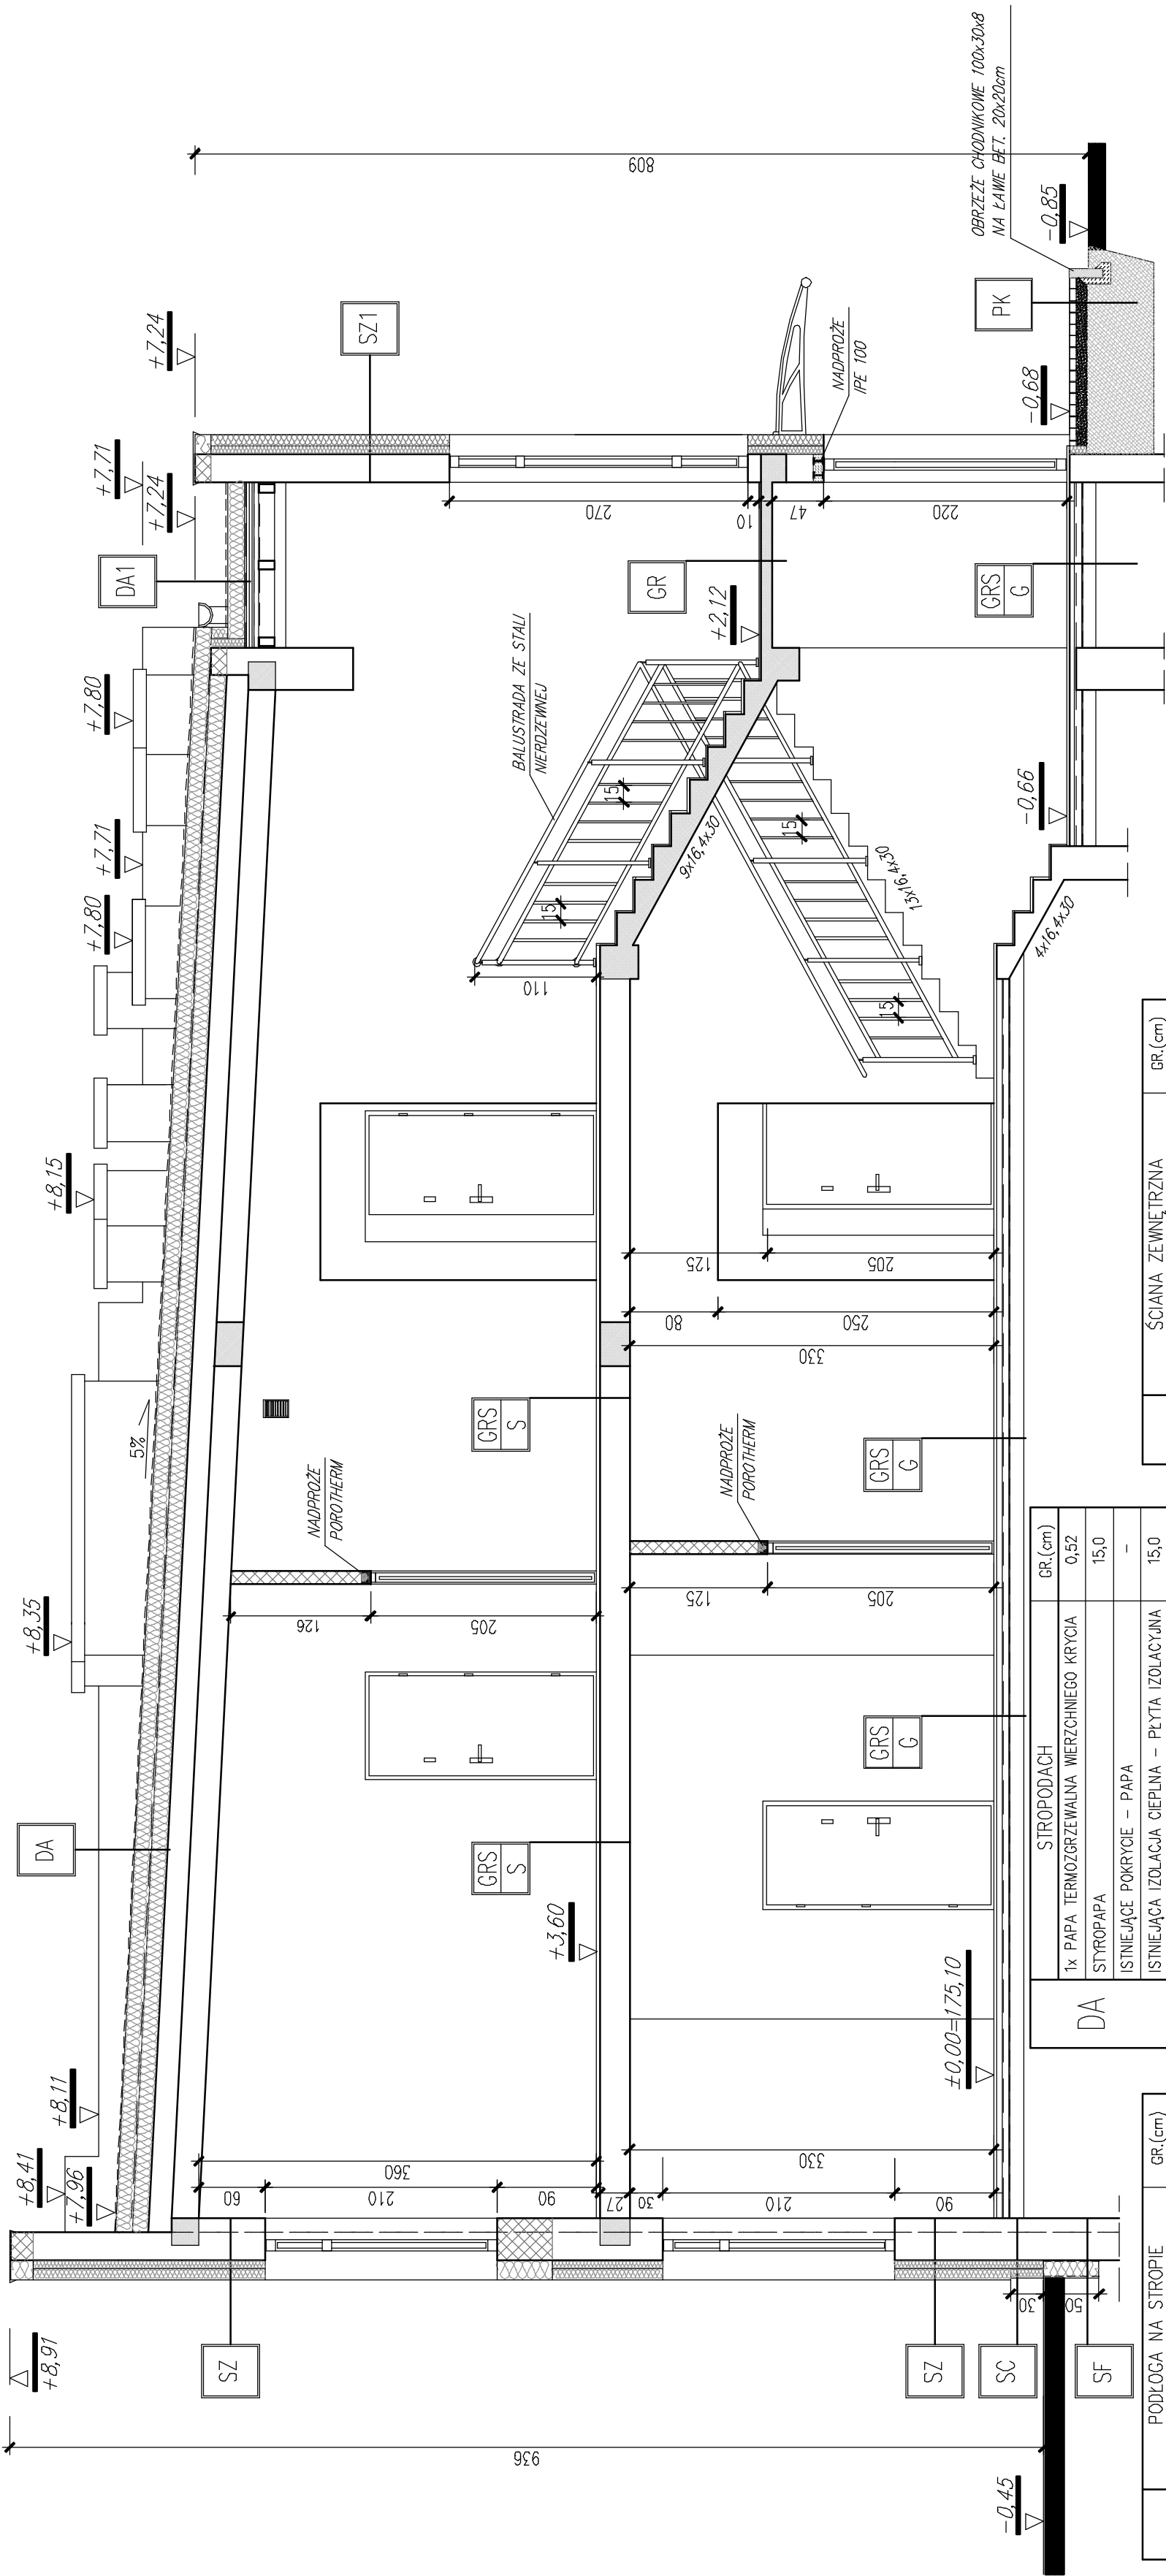 +8,91
+8,41
+7,96
+8,11
+8,35
+8,15
+7,80
+7,71
+7,80
+7,71
+7,24
+7,24
DA
DA1
5%
SZ
SZ1
809
936
NADPROŻE
POROTHERM
BALUSTRADA ZE STALI
NIERDZEWNEJ
60
210
90
360
126
205
110
15
15
270
10
47
220
GRS
S
GRS
S
+3,60
GR
+2,12
9x16,4x30
NADPROŻE
IPE 100
27
30
210
90
330
125
205
NADPROŻE
POROTHERM
125
205
80
250
330
15
15
13x16,4x30
GRS
G
GRS
G
GRS
G
±0,00=175,10
-0,66
4x16,4x30
-0,68
-0,85
PK
OBRZEŻE CHODNIKOWE 100x30x8
NA ŁAWIE BET. 20x20cm
SZ
SC
SF
30
50
-0,45
PODŁOGA NA STROPIE GR.(cm)
STROPODACH GR.(cm)
DA
1x PAPA TERMOZGRZEWALNA WIERZCHNIEGO KRYCIA 0,52
STYROPAPA 15,0
ISTNIEJĄCE POKRYCIE – PAPA –
ISTNIEJĄCA IZOLACJA CIEPLNA – PŁYTA IZOLACYJNA 15,0
ŚCIANA ZEWNĘTRZNA GR.(cm)